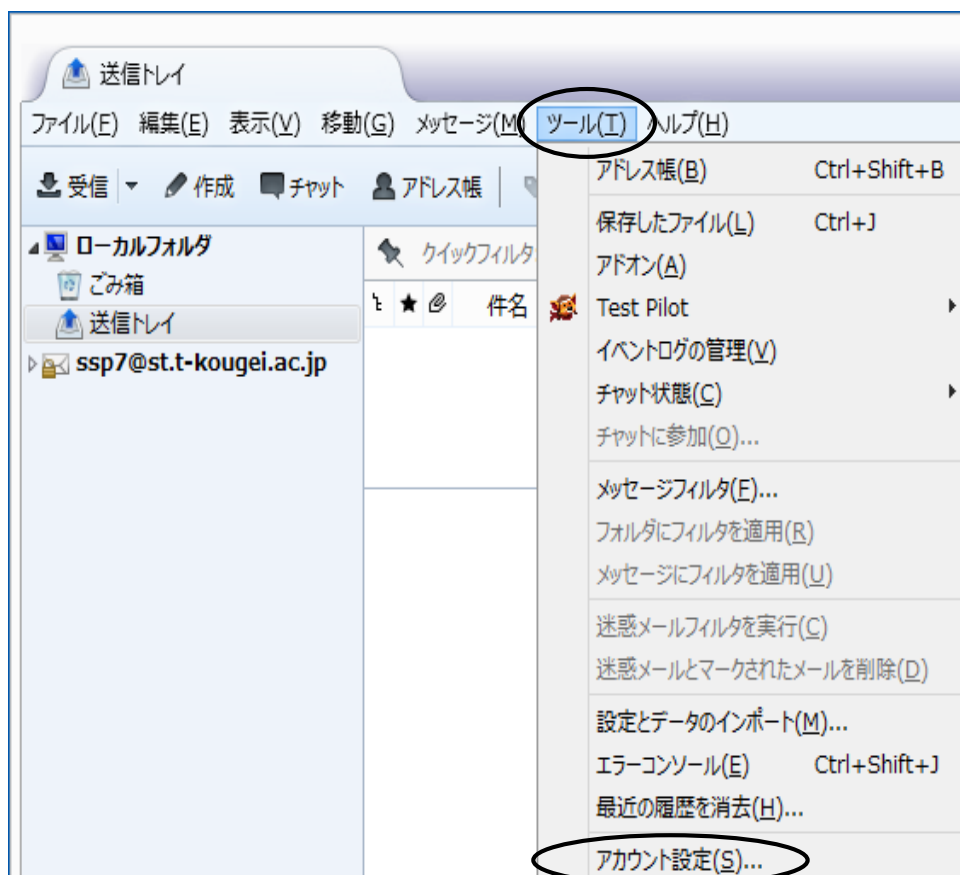 送信トレイ
ファイル(F) 編集(E) 表示(V) 移動(G) メッセージ(M) ツール(T) ヘルプ(H)
受信 作成 チャット アドレス帳
ローカルフォルダ
ごみ箱
送信トレイ
ssp7@st.t-kougei.ac.jp
クイックフィルタ
件名
アドレス帳(B) Ctrl+Shift+B
保存したファイル(L) Ctrl+J
アドオン(A)
Test Pilot
イベントログの管理(V)
チャット状態(C)
チャットに参加(O)...
メッセージフィルタ(F)...
フォルダにフィルタを適用(R)
メッセージにフィルタを適用(U)
迷惑メールフィルタを実行(C)
迷惑メールとマークされたメールを削除(D)
設定とデータのインポート(M)...
エラーコンソール(E) Ctrl+Shift+J
最近の履歴を消去(H)...
アカウント設定(S)...